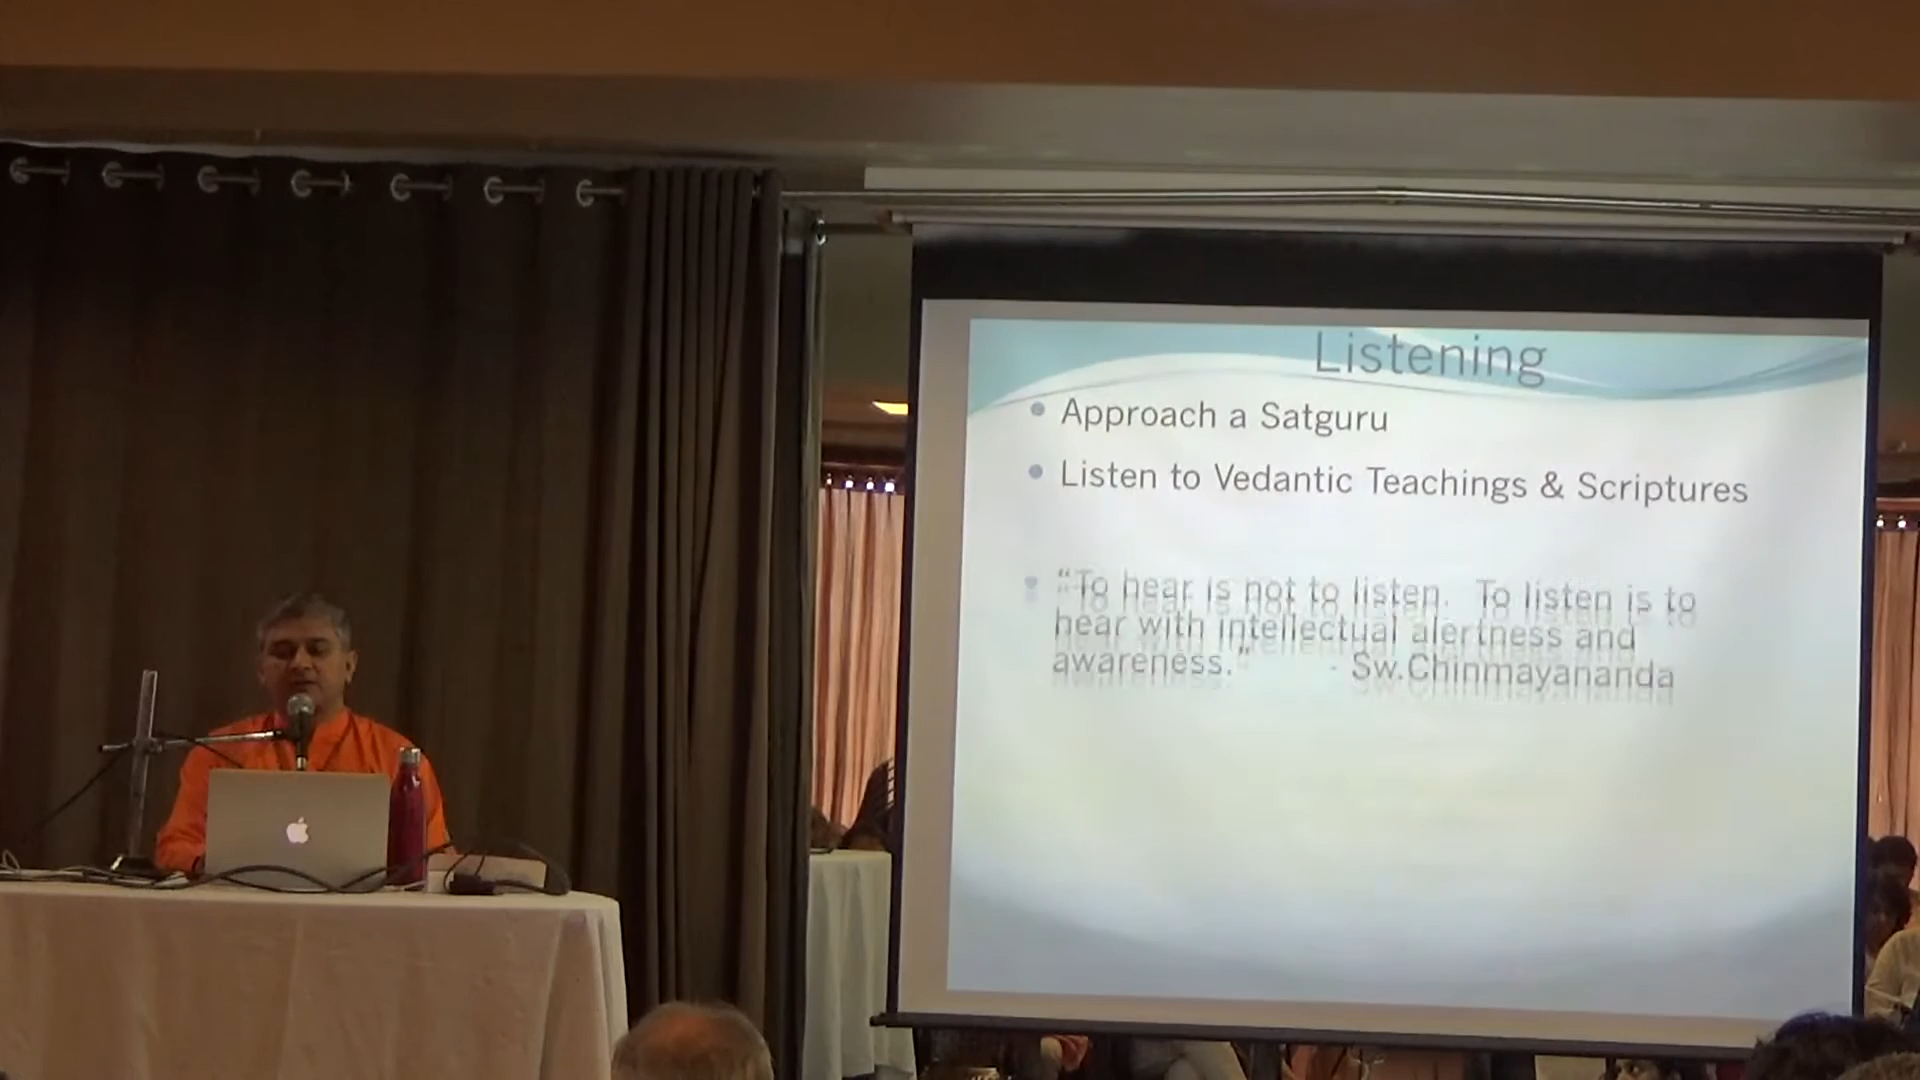 Listening
Approach a Satguru
Listen to Vedantic Teachings & Scriptures
“To hear is not to listen. To listen is to
hear with intellectual alertness and
awareness.” - Sw.Chinmayananda